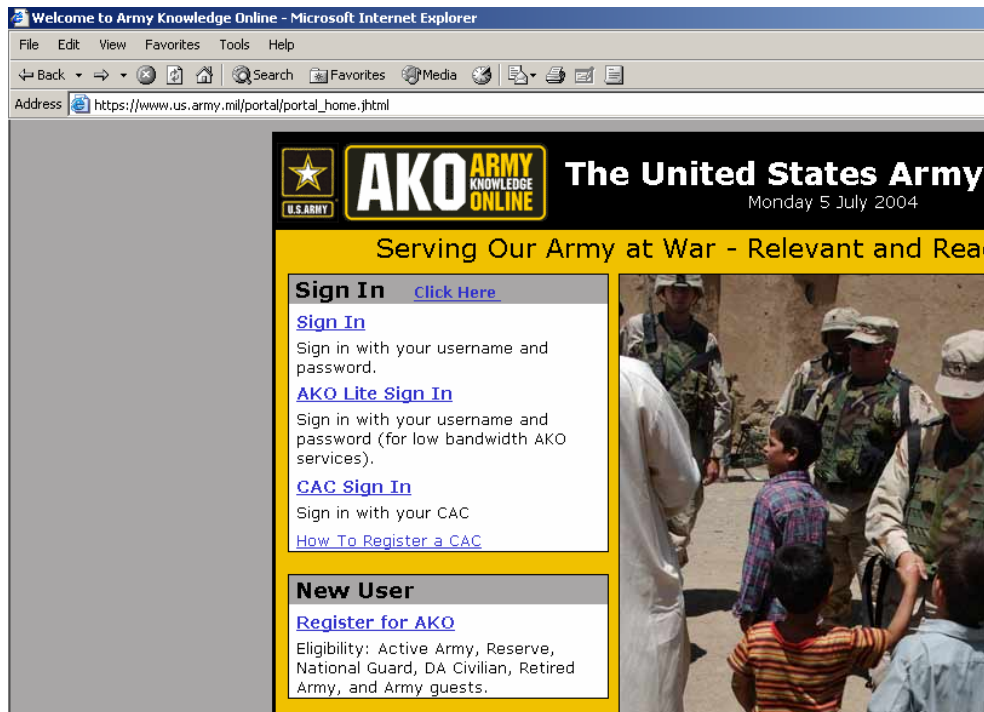 Welcome to Army Knowledge Online - Microsoft Internet Explorer
File Edit View Favorites Tools Help
Back Search Favorites Media
Address https://www.us.army.mil/portal/portal_home.jhtml
U.S.ARMY
AKO ARMY
KNOWLEDGE
ONLINE
The United States Army
Monday 5 July 2004
Serving Our Army at War - Relevant and Rea
Sign In Click Here
Sign In
Sign in with your username and
password.
AKO Lite Sign In
Sign in with your username and
password (for low bandwidth AKO
services).
CAC Sign In
Sign in with your CAC
How To Register a CAC
New User
Register for AKO
Eligibility: Active Army, Reserve,
National Guard, DA Civilian, Retired
Army, and Army guests.